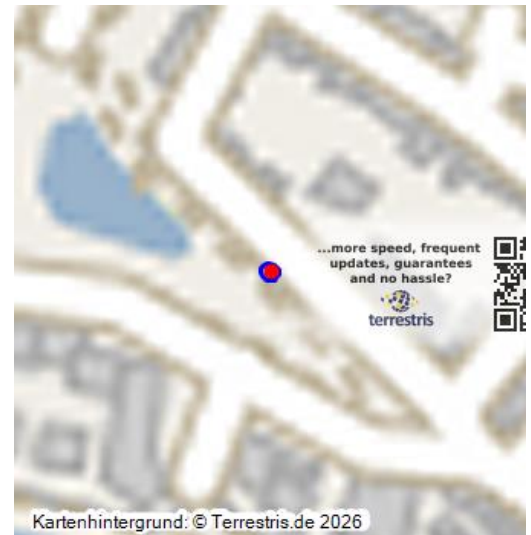 ...more speed, frequent
updates, guarantees
and no hassle?
terrestris
Kartenhintergrund: © Terrestris.de 2026